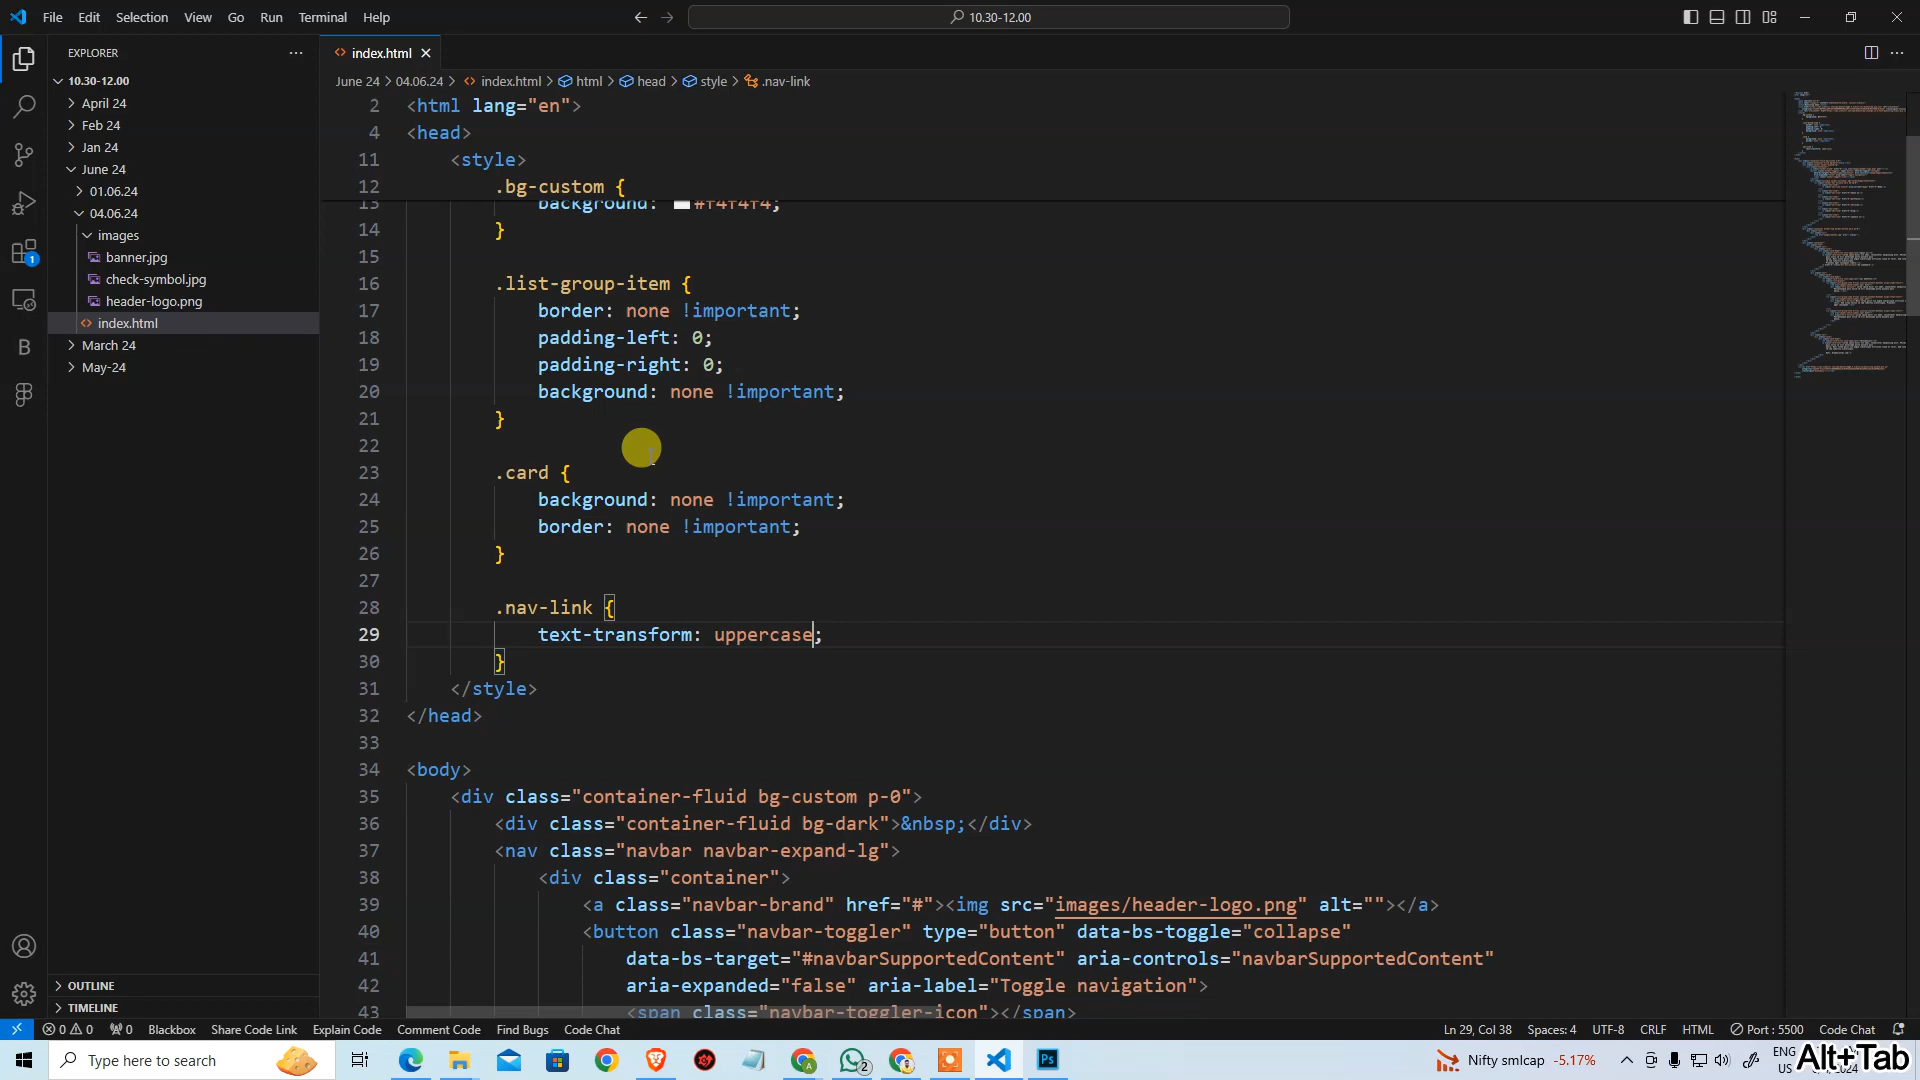 File Edit Selection View Go Run Terminal Help
10.30-12.00
EXPLORER
10.30-12.00
April 24
Feb 24
Jan 24
June 24
01.06.24
04.06.24
images
banner.jpg
check-symbol.jpg
header-logo.png
index.html
March 24
May-24
OUTLINE
TIMELINE
index.html
June 24 > 04.06.24 > index.html > html > head > style > .nav-link
2 <html lang="en">
4 <head>
11 <style>
12 .bg-custom {
13 background: #f4f4f4;
14 }
15
16 .list-group-item {
17 border: none !important;
18 padding-left: 0;
19 padding-right: 0;
20 background: none !important;
21 }
22
23 .card {
24 background: none !important;
25 border: none !important;
26 }
27
28 .nav-link {
29 text-transform: uppercase;
30 }
31 </style>
32 </head>
33
34 <body>
35 <div class="container-fluid bg-custom p-0">
36 <div class="container-fluid bg-dark">&nbsp;</div>
37 <nav class="navbar navbar-expand-lg">
38 <div class="container">
39 <a class="navbar-brand" href="#"><img src="images/header-logo.png" alt=""></a>
40 <button class="navbar-toggler" type="button" data-bs-toggle="collapse"
41 data-bs-target="#navbarSupportedContent" aria-controls="navbarSupportedContent"
42 aria-expanded="false" aria-label="Toggle navigation">
43 <span class="navbar-toggler-icon"></span>
0 0 0 Blackbox Share Code Link Explain Code Comment Code Find Bugs Code Chat Ln 29, Col 38 Spaces: 4 UTF-8 CRLF HTML Port : 5500 Code Chat
Type here to search Ps Nifty smlcap -5.17% ENG
US
Alt+Tab